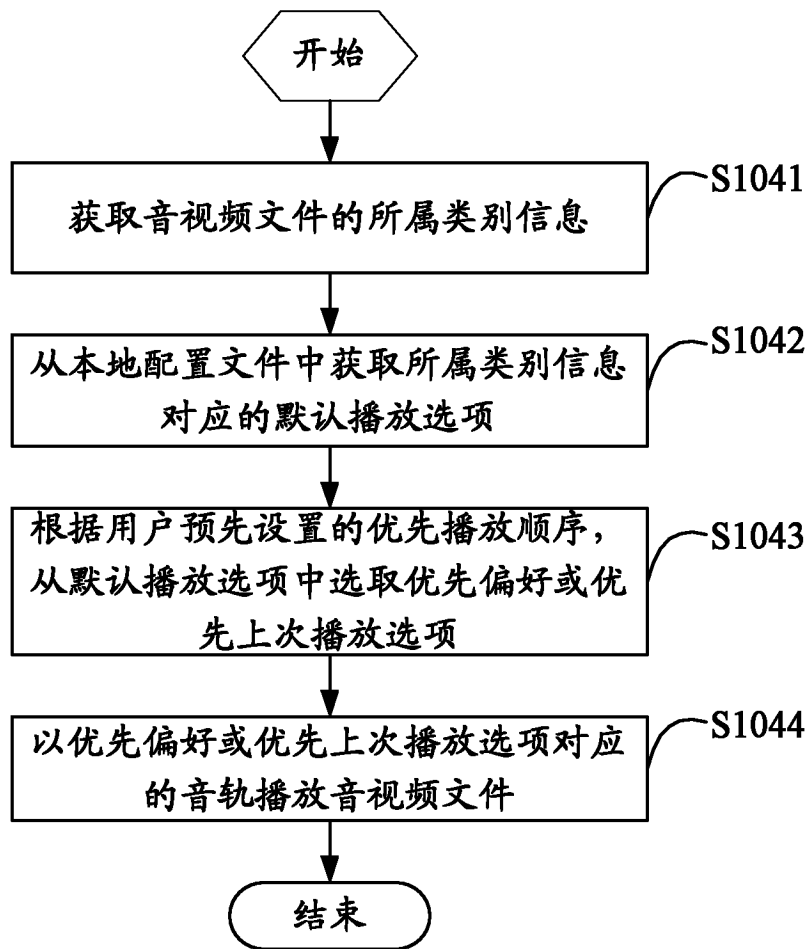 开始
获取音视频文件的所属类别信息
S1041
从本地配置文件中获取所属类别信息
对应的默认播放选项
S1042
根据用户预先设置的优先播放顺序，
从默认播放选项中选取优先偏好或优
先上次播放选项
S1043
以优先偏好或优先上次播放选项对应
的音轨播放音视频文件
S1044
结束